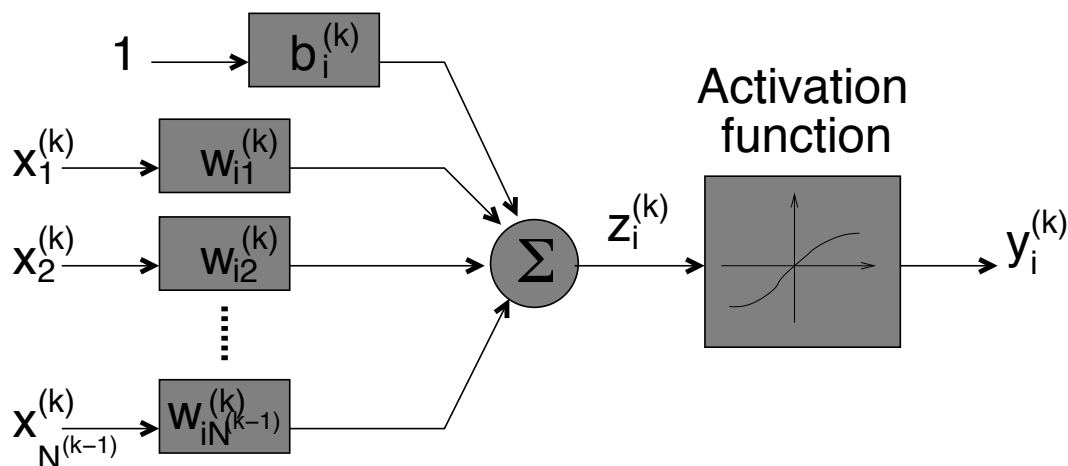 1
b_i^(k)
Activation
function
x_1^(k)
w_i1^(k)
x_2^(k)
w_i2^(k)
Σ
z_i^(k)
y_i^(k)
x_N^(k-1)^(k)
w_iN^(k-1)^(k)